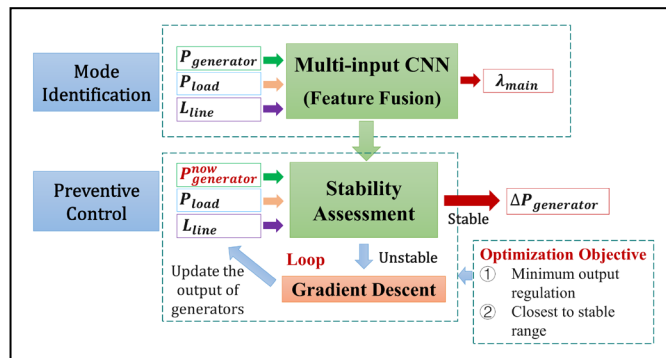 Mode
Identification
P_generator
P_load
L_line
Multi-input CNN
(Feature Fusion)
λ_main
Preventive
Control
P_generator^now
P_load
L_line
Stability
Assessment
Stable
ΔP_generator
Loop
Unstable
Update the
output of
generators
Gradient Descent
Optimization Objective
① Minimum output
regulation
② Closest to stable
range